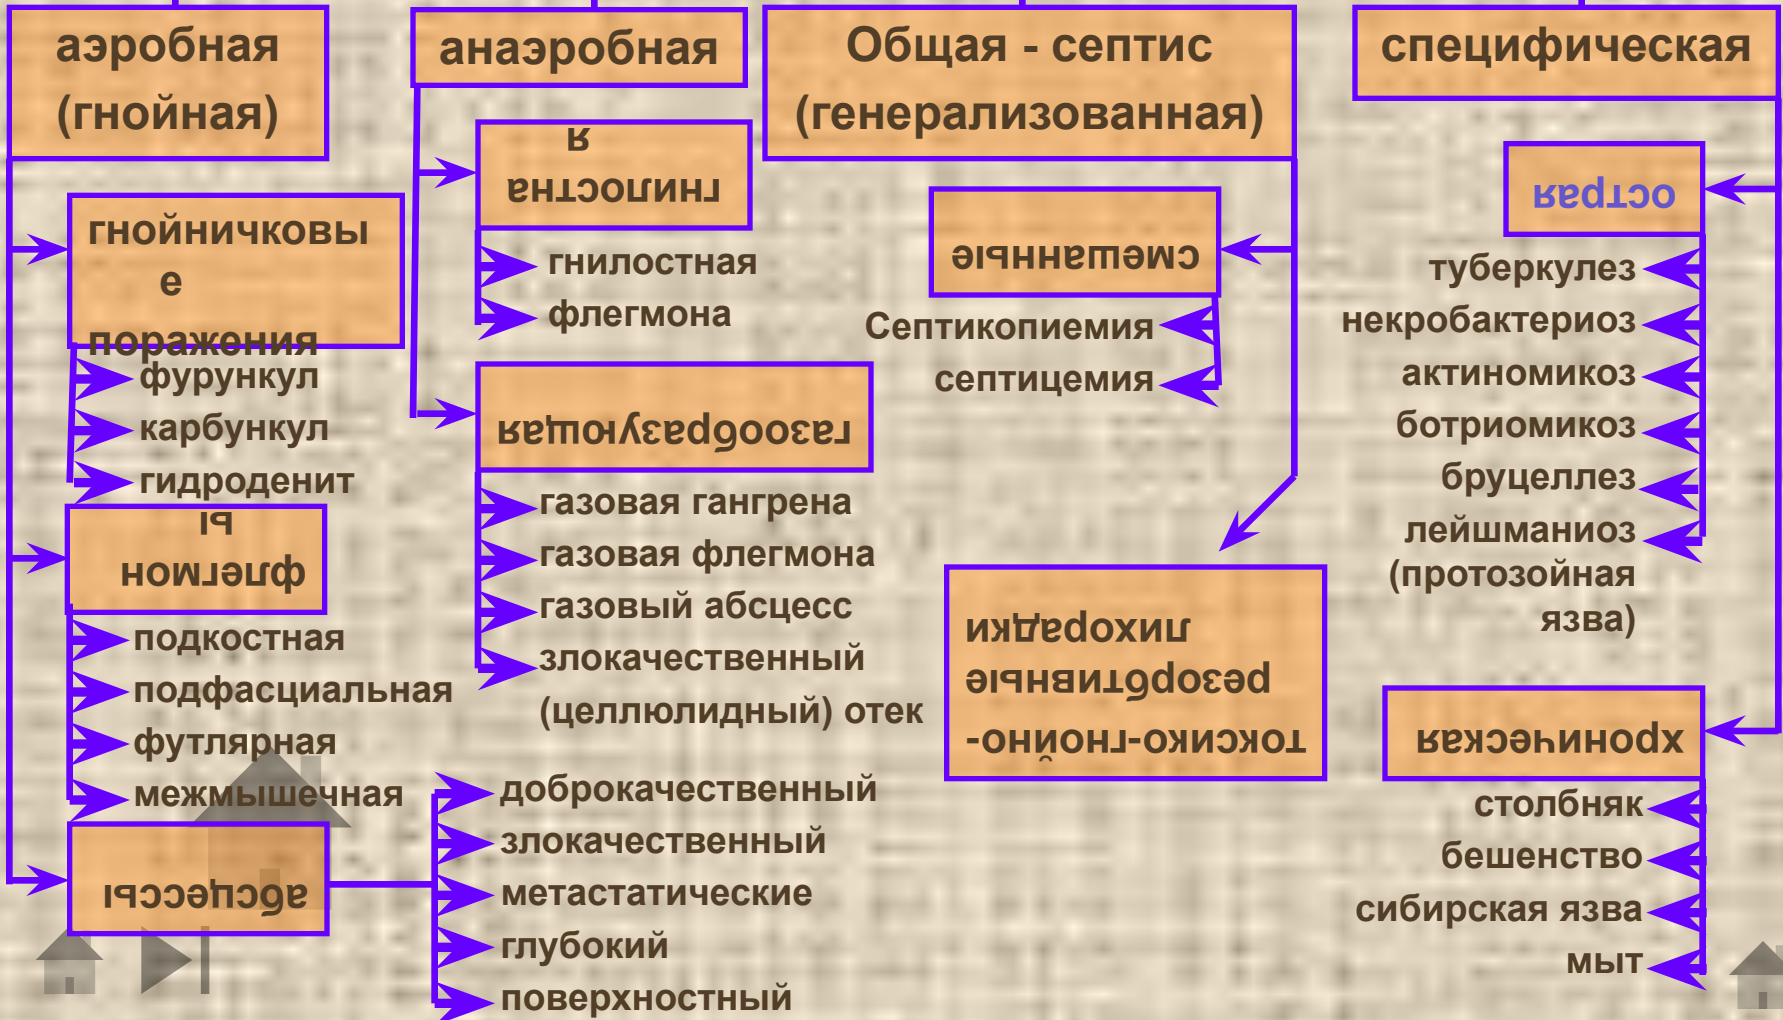 аэробная
(гнойная)
гнойничковы
е
поражения
фурункул
карбункул
гидроденит
флегмон
ы
подкостная
подфасциальная
футлярная
межмышечная
абсцессы
доброкачественный
злокачественный
метастатические
глубокий
поверхностный
анаэробная
гнилостна
я
гнилостная
флегмона
газообразующая
газовая гангрена
газовая флегмона
газовый абсцесс
злокачественный
(целлюлидный) отек
Общая - септис
(генерализованная)
смешанные
Септикопиемия
септицемия
токсико-гнойно-
резорбтивные
лихорадки
специфическая
острая
туберкулез
некробактериоз
актиномикоз
ботриомикоз
бруцеллез
лейшманиоз
(протозойная
язва)
хроническая
столбняк
бешенство
сибирская язва
мыт